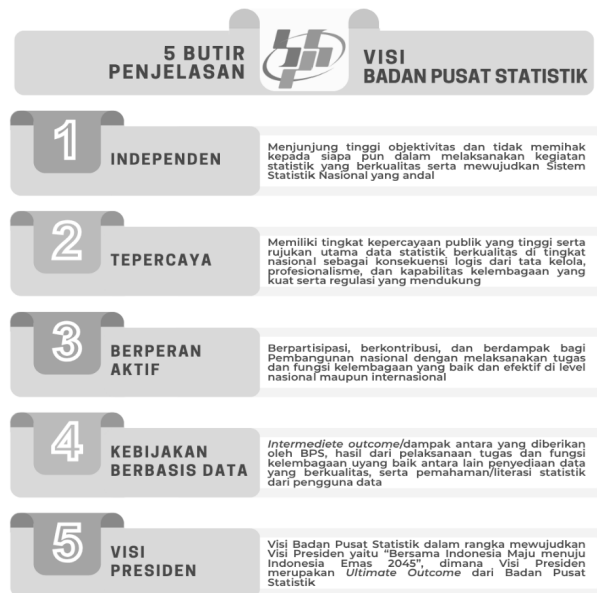 5 BUTIR
PENJELASAN
VISI
BADAN PUSAT STATISTIK
1
INDEPENDEN
Menjunjung tinggi objektivitas dan tidak memihak
kepada siapa pun dalam melaksanakan kegiatan
statistik yang berkualitas serta mewujudkan Sistem
Statistik Nasional yang andal
2
TEPERCAYA
Memiliki tingkat kepercayaan publik yang tinggi serta
rujukan utama data statistik berkualitas di tingkat
nasional sebagai konsekuensi logis dari tata kelola,
profesionalisme, dan kapabilitas kelembagaan yang
kuat serta regulasi yang mendukung
3
BERPERAN
AKTIF
Berpartisipasi, berkontribusi, dan berdampak bagi
Pembangunan nasional dengan melaksanakan tugas
dan fungsi kelembagaan yang baik dan efektif di level
nasional maupun internasional
4
KEBIJAKAN
BERBASIS DATA
Intermediete outcome/dampak antara yang diberikan
oleh BPS, hasil dari pelaksanaan tugas dan fungsi
kelembagaan uyang baik antara lain penyediaan data
yang berkualitas, serta pemahaman/literasi statistik
dari pengguna data
5
VISI
PRESIDEN
Visi Badan Pusat Statistik dalam rangka mewujudkan
Visi Presiden yaitu “Bersama Indonesia Maju menuju
Indonesia Emas 2045”, dimana Visi Presiden
merupakan Ultimate Outcome dari Badan Pusat
Statistik